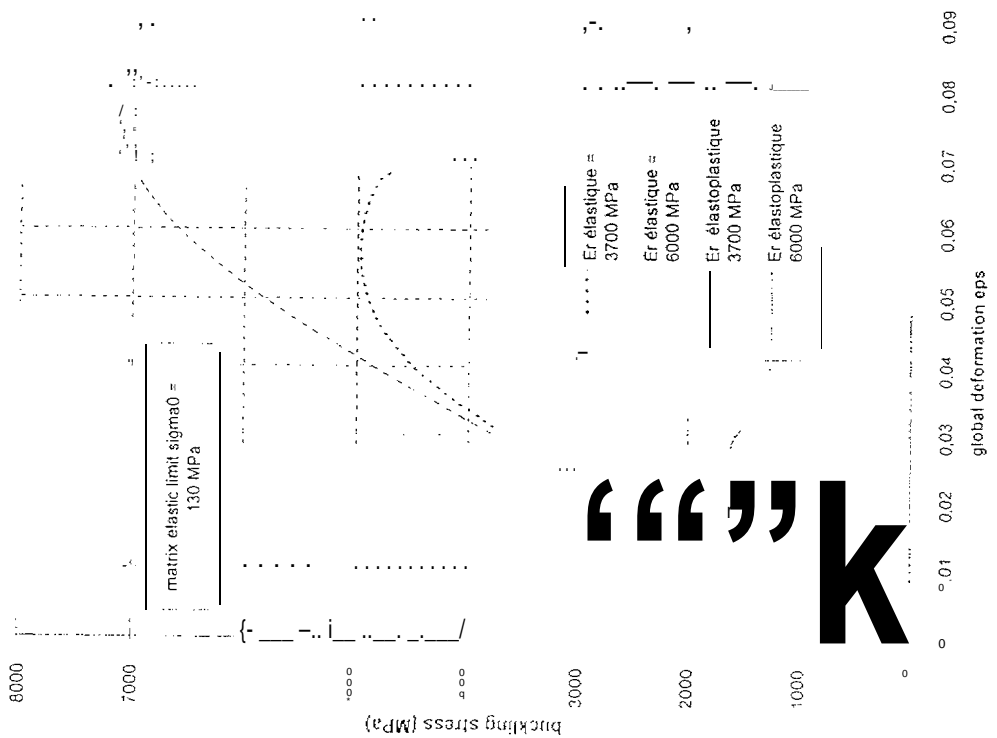 8000
7000
3000
2000
1000
0
buckling stress (MPa)
matrix elastic limit sigma0 =
130 MPa
Er élastique =
3700 MPa
Er élastique =
6000 MPa
Er élastoplastique
3700 MPa
Er élastoplastique
6000 MPa
0
0,01
0,02
0,03
0,04
0,05
0,06
0,07
0,08
0,09
global deformation eps